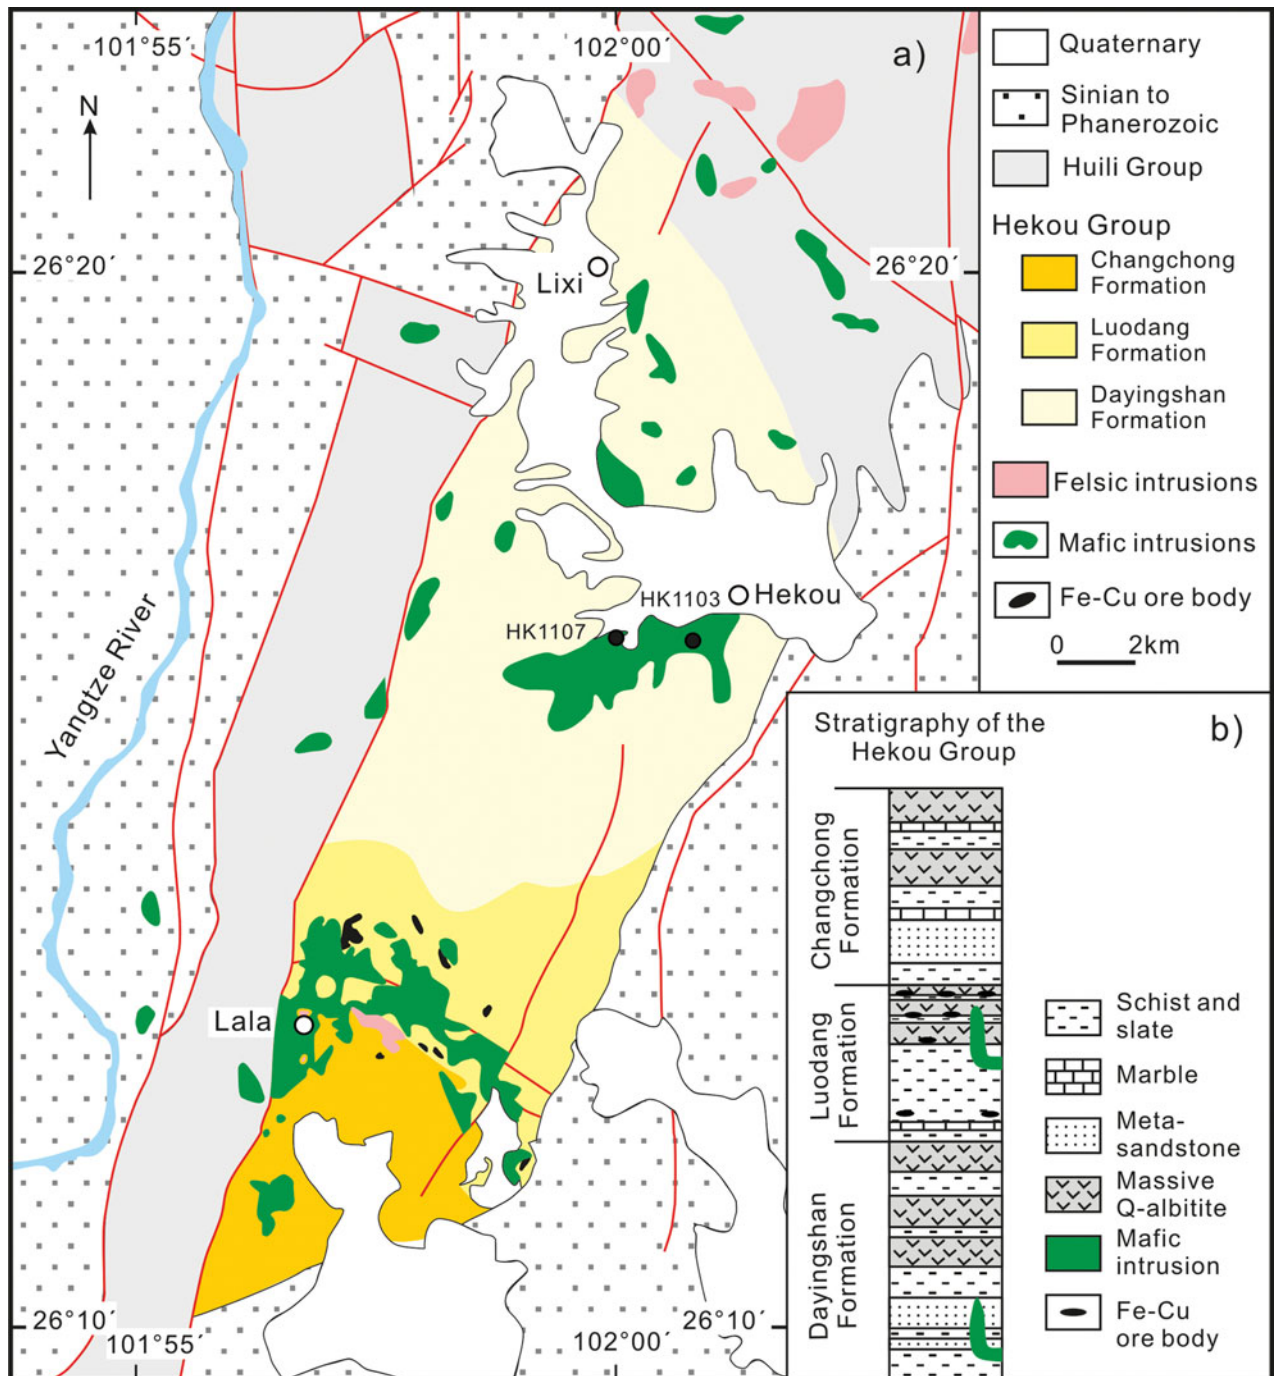 a)
101°55´
102°00´
N
26°20´
26°20´
Lixi
HK1103
Hekou
HK1107
Yangtze River
Lala
26°10´
101°55´
102°00´
26°10´
Quaternary
Sinian to
Phanerozoic
Huili Group
Hekou Group
Changchong
Formation
Luodang
Formation
Dayingshan
Formation
Felsic intrusions
Mafic intrusions
Fe-Cu ore body
0 2km
b)
Stratigraphy of the
Hekou Group
Changchong
Formation
Luodang
Formation
Dayingshan
Formation
Schist and
slate
Marble
Meta-
sandstone
Massive
Q-albitite
Mafic
intrusion
Fe-Cu
ore body